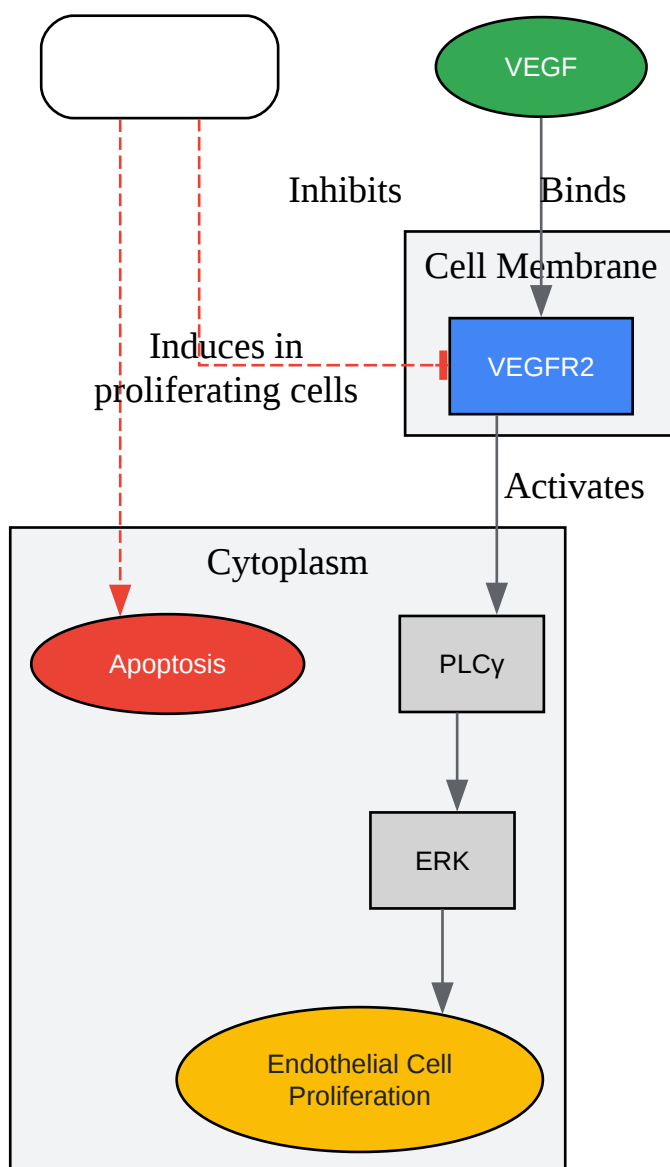 VEGF
Inhibits
Binds
Cell Membrane
VEGFR2
Induces in
proliferating cells
Activates
Cytoplasm
Apoptosis
PLCγ
ERK
Endothelial Cell
Proliferation